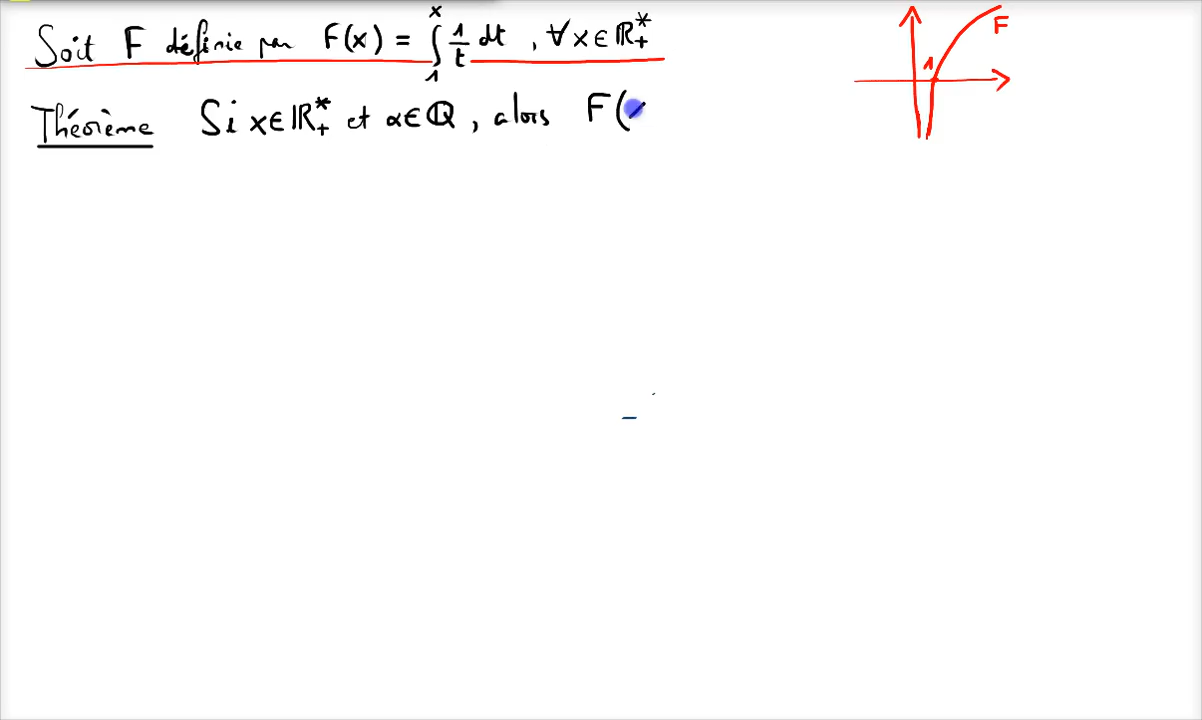 Soit F définie par F(x) = ∫₁ˣ 1/t dt , ∀ x ∈ ℝ₊*
Théorème Si x ∈ ℝ₊* et α ∈ ℚ, alors F(
F
1